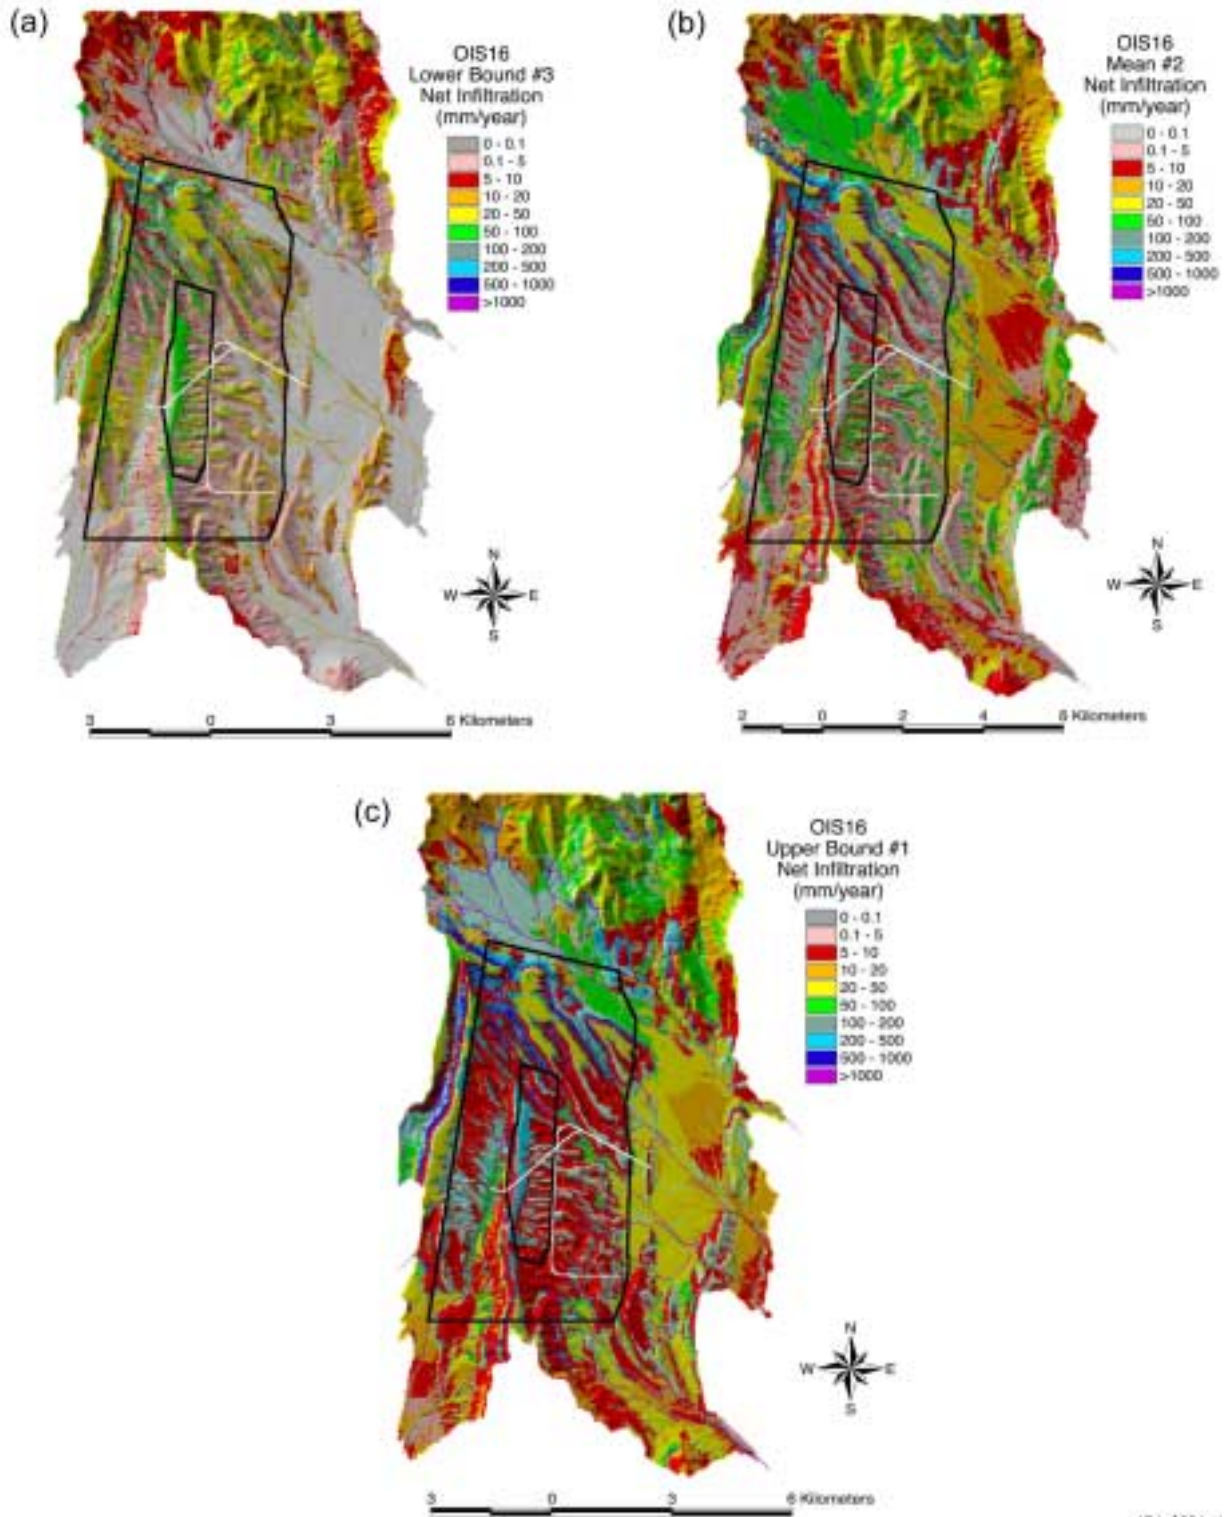 (a)
OIS16
Lower Bound #3
Net Infiltration
(mm/year)
0 - 0.1
0.1 - 5
5 - 10
10 - 20
20 - 50
50 - 100
100 - 200
200 - 500
500 - 1000
>1000
N
W E
S
3 0 3 6 Kilometers
(b)
OIS16
Mean #2
Net Infiltration
(mm/year)
0 - 0.1
0.1 - 5
5 - 10
10 - 20
20 - 50
50 - 100
100 - 200
200 - 500
500 - 1000
>1000
N
W E
S
2 0 2 4 6 Kilometers
(c)
OIS16
Upper Bound #1
Net Infiltration
(mm/year)
0 - 0.1
0.1 - 5
5 - 10
10 - 20
20 - 50
50 - 100
100 - 200
200 - 500
500 - 1000
>1000
N
W E
S
3 0 3 6 Kilometers